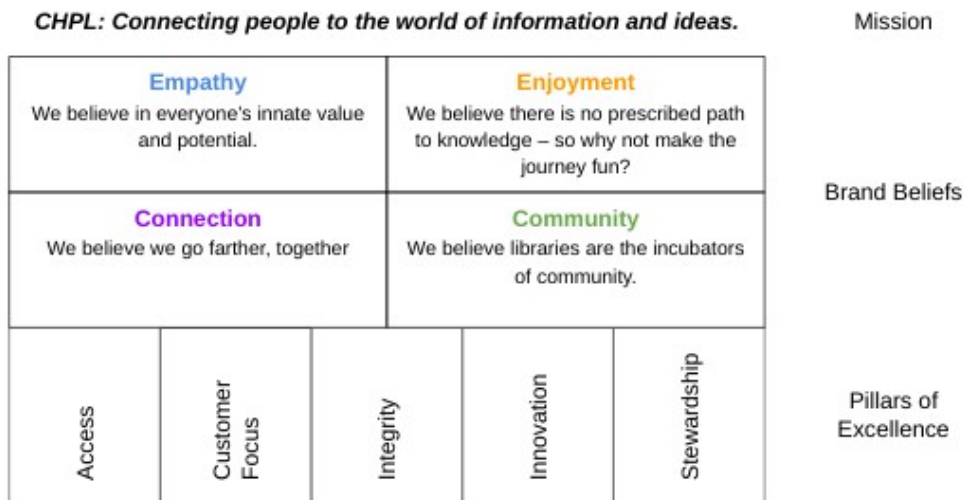 CHPL: Connecting people to the world of information and ideas.
Mission
Empathy
We believe in everyone's innate value
and potential.
Enjoyment
We believe there is no prescribed path
to knowledge – so why not make the
journey fun?
Connection
We believe we go farther, together
Community
We believe libraries are the incubators
of community.
Brand Beliefs
Access
Customer
Focus
Integrity
Innovation
Stewardship
Pillars of
Excellence